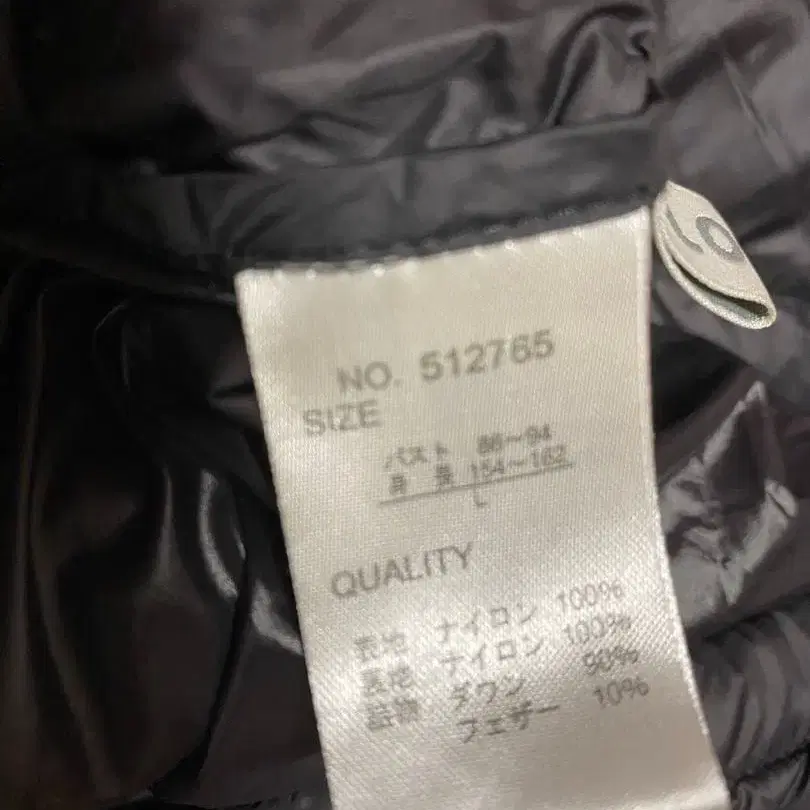 LO
NO. 512765
SIZE
バスト 86～94
身 長 154～162
L
QUALITY
表地 ナイロン 100%
裏地 ナイロン 100%
詰物 ダウン 90%
フェザー 10%